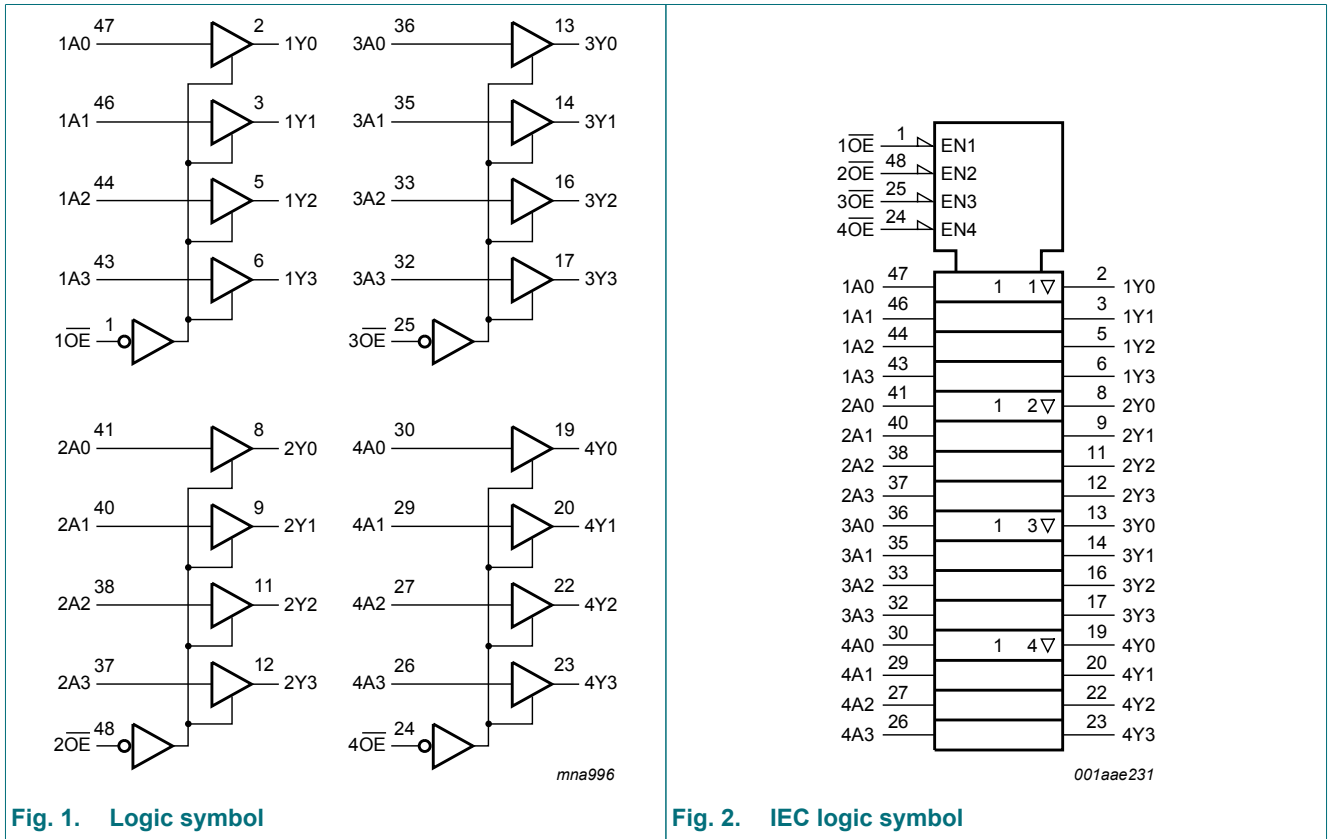 47 2 36 13
1A0 1Y0 3A0 3Y0
46 3 35 14
1A1 1Y1 3A1 3Y1
44 5 33 16
1A2 1Y2 3A2 3Y2
43 6 32 17
1A3 1Y3 3A3 3Y3
1 25
1O̅E̅ 3O̅E̅
41 8 30 19
2A0 2Y0 4A0 4Y0
40 9 29 20
2A1 2Y1 4A1 4Y1
38 11 27 22
2A2 2Y2 4A2 4Y2
37 12 26 23
2A3 2Y3 4A3 4Y3
48 24
2O̅E̅ 4O̅E̅
mna996
Fig. 1. Logic symbol
1O̅E̅ 1 EN1
2O̅E̅ 48 EN2
3O̅E̅ 25 EN3
4O̅E̅ 24 EN4
1A0 47 1 1▽ 2 1Y0
1A1 46 3 1Y1
1A2 44 5 1Y2
1A3 43 6 1Y3
2A0 41 1 2▽ 8 2Y0
2A1 40 9 2Y1
2A2 38 11 2Y2
2A3 37 12 2Y3
3A0 36 1 3▽ 13 3Y0
3A1 35 14 3Y1
3A2 33 16 3Y2
3A3 32 17 3Y3
4A0 30 1 4▽ 19 4Y0
4A1 29 20 4Y1
4A2 27 22 4Y2
4A3 26 23 4Y3
001aae231
Fig. 2. IEC logic symbol